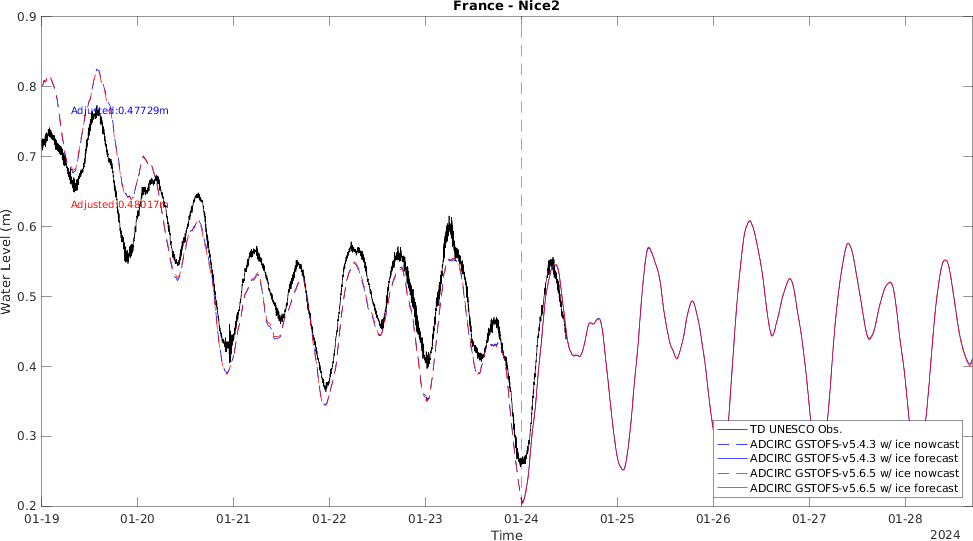 France - Nice2
0.9
0.8
0.7
0.6
0.5
0.4
0.3
0.2
Water Level (m)
Adjusted:0.47729m
Adjusted:0.48017m
TD UNESCO Obs.
ADCIRC GSTOFS-v5.4.3 w/ ice nowcast
ADCIRC GSTOFS-v5.4.3 w/ ice forecast
ADCIRC GSTOFS-v5.6.5 w/ ice nowcast
ADCIRC GSTOFS-v5.6.5 w/ ice forecast
01-19 01-20 01-21 01-22 01-23 01-24 01-25 01-26 01-27 01-28
Time
2024